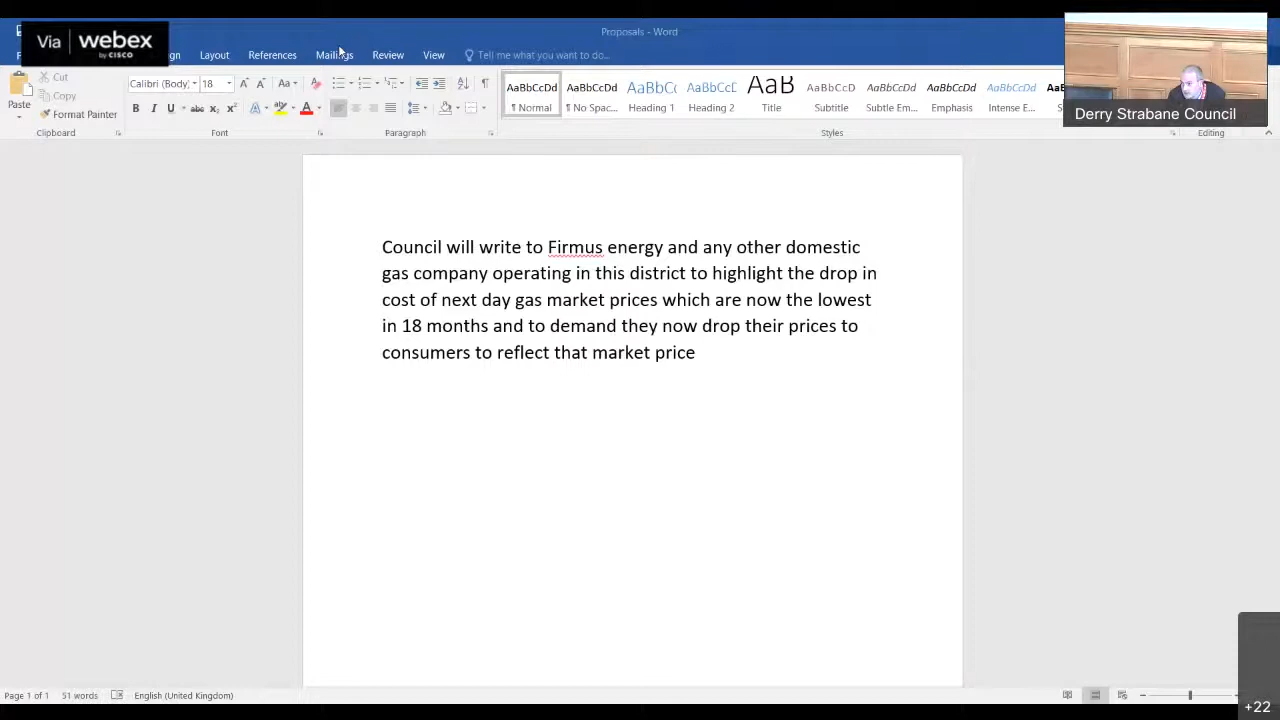 Via webex
by CISCO
Proposals - Word
Layout
References
Mailings
Review
View
Tell me what you want to do...
Derry Strabane Council
Paste
Cut
Copy
Format Painter
Clipboard
Calibri (Body)
18
Font
Paragraph
AaBbCcDd
¶ Normal
AaBbCcDd
¶ No Spac...
AaBbC
Heading 1
AaBbCcE
Heading 2
AaB
Title
AaBbCcD
Subtitle
AaBbCcDd
Subtle Em...
AaBbCcDd
Emphasis
AaBbCcDd
Intense E...
Styles
Editing
Council will write to Firmus energy and any other domestic
gas company operating in this district to highlight the drop in
cost of next day gas market prices which are now the lowest
in 18 months and to demand they now drop their prices to
consumers to reflect that market price
Page 1 of 1
51 words
English (United Kingdom)
+22